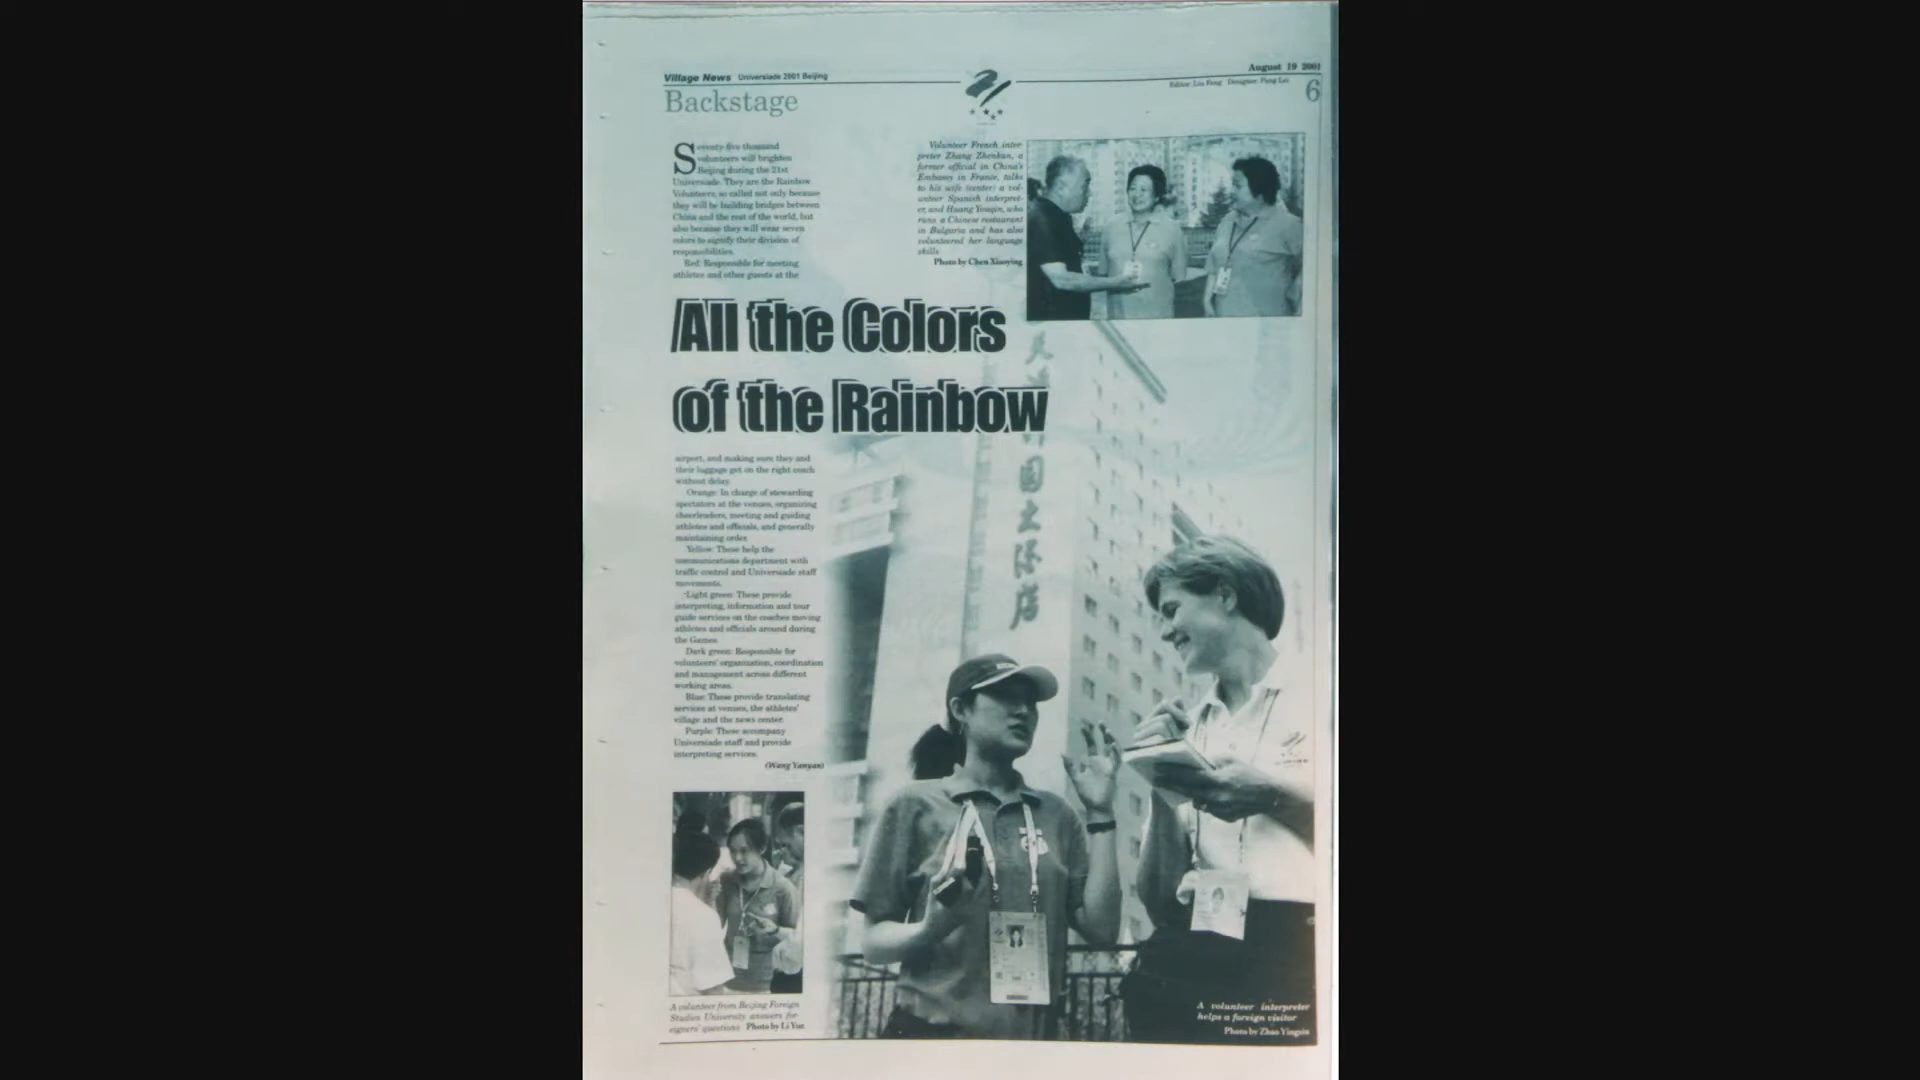 Village News Universiade 2001 Beijing
August 19 2001
Editor: Liu Feng Designer: Pang Lei
6
Backstage
Seventy-five thousand
volunteers will brighten
Beijing during the 21st
Universiade. They are the Rainbow
Volunteers, so called not only because
they will be building bridges between
China and the rest of the world, but
also because they will wear seven
colors to signify their division of
responsibilities.
Red: Responsible for meeting
athletes and other guests at the
Volunteer French inter
preter Zhang Zhenkun, a
former official in China's
Embassy in France, talks
to his wife (center) a vol-
unteer Spanish interpret-
er, and Huang Youqin, who
runs a Chinese restaurant
in Bulgaria and has also
volunteered her language
skills
Photo by Chen Xiaoying
All the Colors
of the Rainbow
airport, and making sure they and
their luggage get on the right coach
without delay.
Orange: In charge of stewarding
spectators at the venues, organizing
cheerleaders, meeting and guiding
athletes and officials, and generally
maintaining order.
Yellow: These help the
communications department with
traffic control and Universiade staff
movements.
Light green: These provide
interpreting, information and tour
guide services on the coaches moving
athletes and officials around during
the Games.
Dark green: Responsible for
volunteers' organization, coordination
and management across different
working areas.
Blue: These provide translating
services at venues, the athletes'
village and the news center.
Purple: These accompany
Universiade staff and provide
interpreting services.
(Wang Yanyan)
A volunteer from Beijing Foreign
Studies University answers for-
eigners' questions Photo by Li Yue
A volunteer interpreter
helps a foreign visitor
Photo by Zhao Yingxin